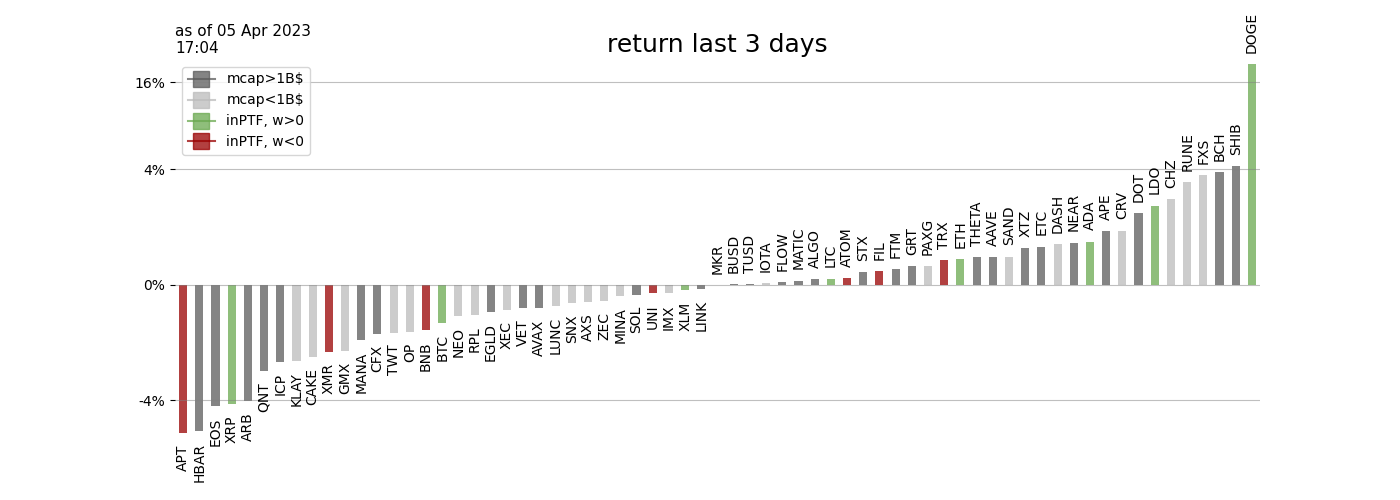 as of 05 Apr 2023
17:04
return last 3 days
mcap>1B$
mcap<1B$
inPTF, w>0
inPTF, w<0
16%
4%
0%
-4%
APT
HBAR
EOS
XRP
ARB
QNT
ICP
KLAY
CAKE
XMR
GMX
MANA
CFX
TWT
OP
BNB
BTC
NEO
RPL
EGLD
XEC
VET
AVAX
LUNC
SNX
AXS
ZEC
MINA
SOL
UNI
IMX
XLM
LINK
MKR
BUSD
TUSD
IOTA
FLOW
MATIC
ALGO
LTC
ATOM
STX
FIL
FTM
GRT
PAXG
TRX
ETH
THETA
AAVE
SAND
XTZ
ETC
DASH
NEAR
ADA
APE
CRV
DOT
LDO
CHZ
RUNE
FXS
BCH
SHIB
DOGE